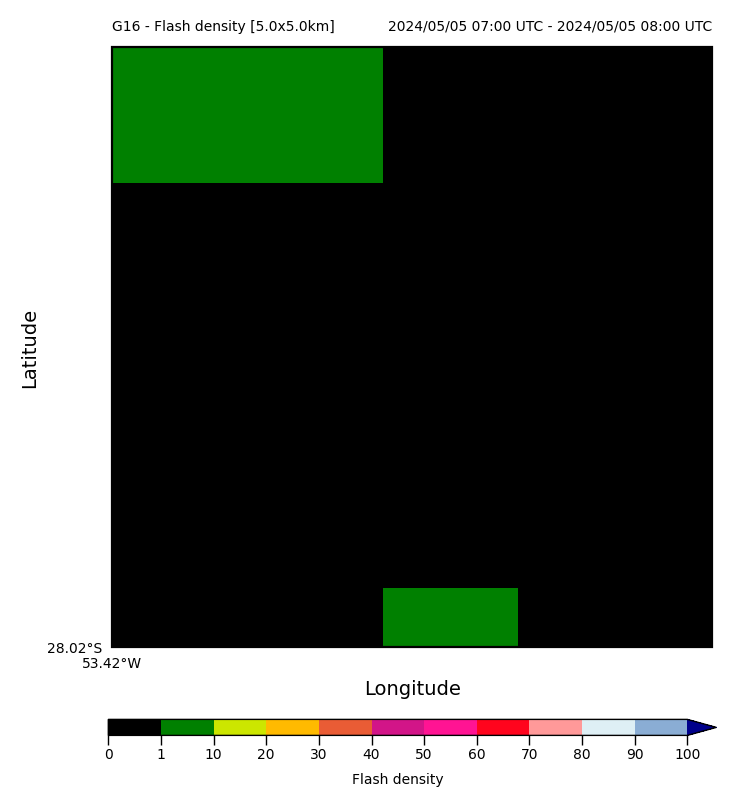 G16 - Flash density [5.0x5.0km] 2024/05/05 07:00 UTC - 2024/05/05 08:00 UTC
Latitude
28.02°S
53.42°W
Longitude
0 1 10 20 30 40 50 60 70 80 90 100
Flash density